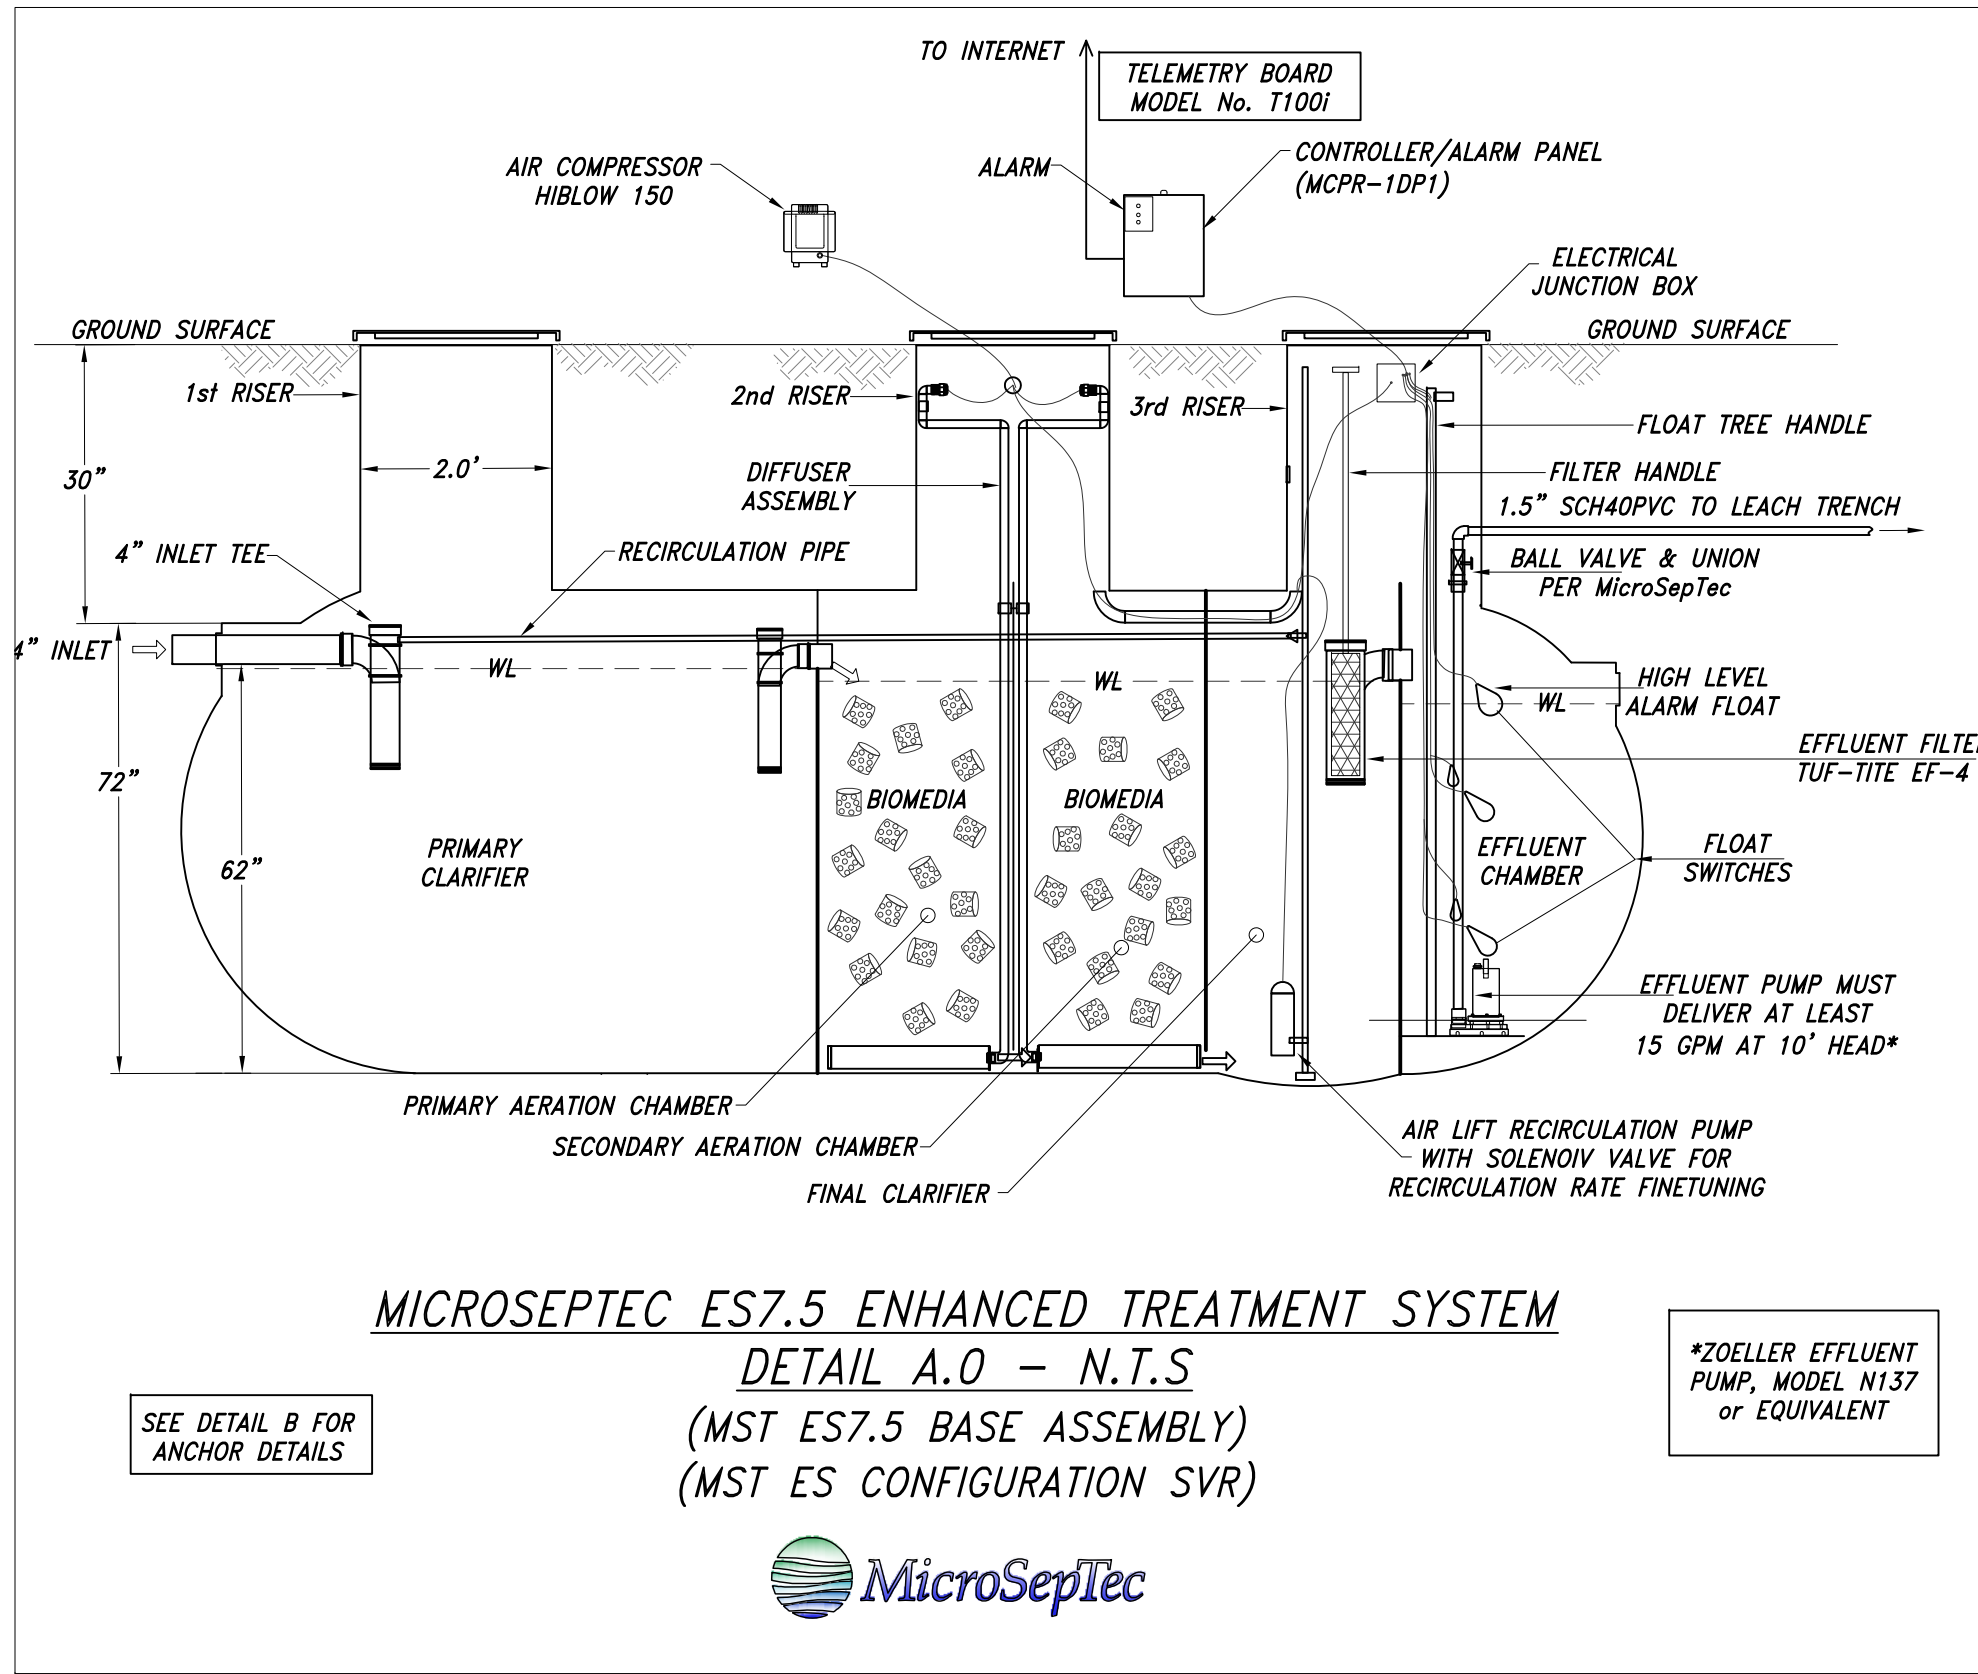 TO INTERNET
TELEMETRY BOARD
MODEL No. T100i
AIR COMPRESSOR
HIBLOW 150
ALARM
CONTROLLER/ALARM PANEL
(MCPR-1DP1)
ELECTRICAL
JUNCTION BOX
GROUND SURFACE
GROUND SURFACE
1st RISER
2nd RISER
3rd RISER
FLOAT TREE HANDLE
30"
2.0'
DIFFUSER
ASSEMBLY
FILTER HANDLE
1.5" SCH40PVC TO LEACH TRENCH
4" INLET TEE
RECIRCULATION PIPE
BALL VALVE & UNION
PER MicroSepTec
4" INLET
WL
WL
WL
HIGH LEVEL
ALARM FLOAT
EFFLUENT FILTE
TUF-TITE EF-4
72"
BIOMEDIA
BIOMEDIA
62"
PRIMARY
CLARIFIER
EFFLUENT
CHAMBER
FLOAT
SWITCHES
EFFLUENT PUMP MUST
DELIVER AT LEAST
15 GPM AT 10' HEAD*
PRIMARY AERATION CHAMBER
SECONDARY AERATION CHAMBER
FINAL CLARIFIER
AIR LIFT RECIRCULATION PUMP
WITH SOLENOIV VALVE FOR
RECIRCULATION RATE FINETUNING
MICROSEPTEC ES7.5 ENHANCED TREATMENT SYSTEM
DETAIL A.0 - N.T.S
(MST ES7.5 BASE ASSEMBLY)
(MST ES CONFIGURATION SVR)
SEE DETAIL B FOR
ANCHOR DETAILS
*ZOELLER EFFLUENT
PUMP, MODEL N137
or EQUIVALENT
MicroSepTec